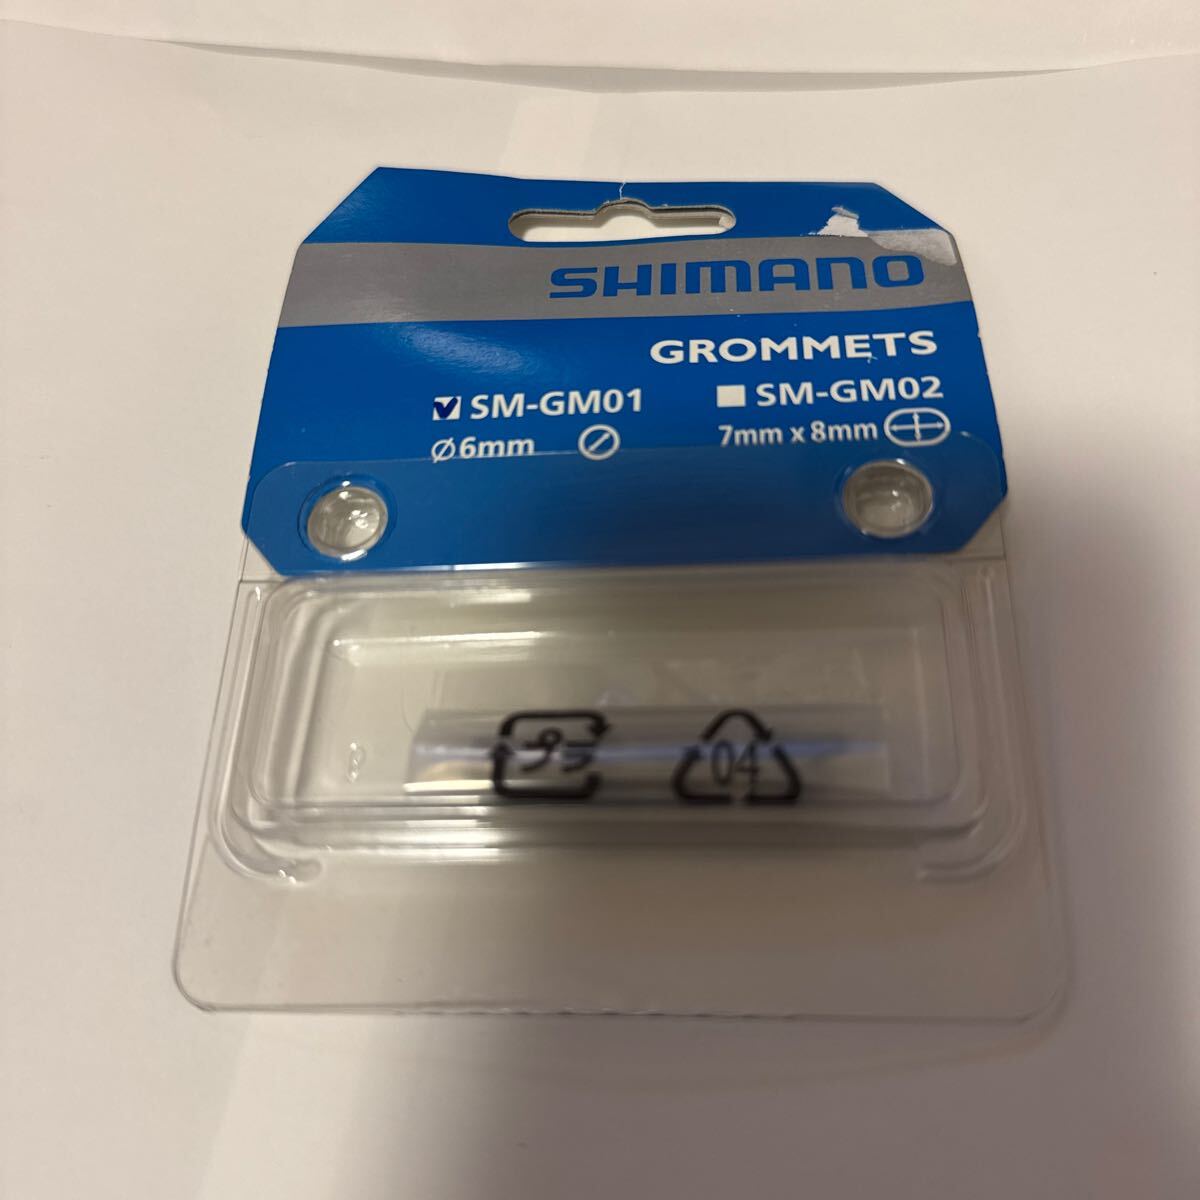 SHIMANO
GROMMETS
SM-GM01 SM-GM02
Ø6mm 7mm x 8mm
プラ 04